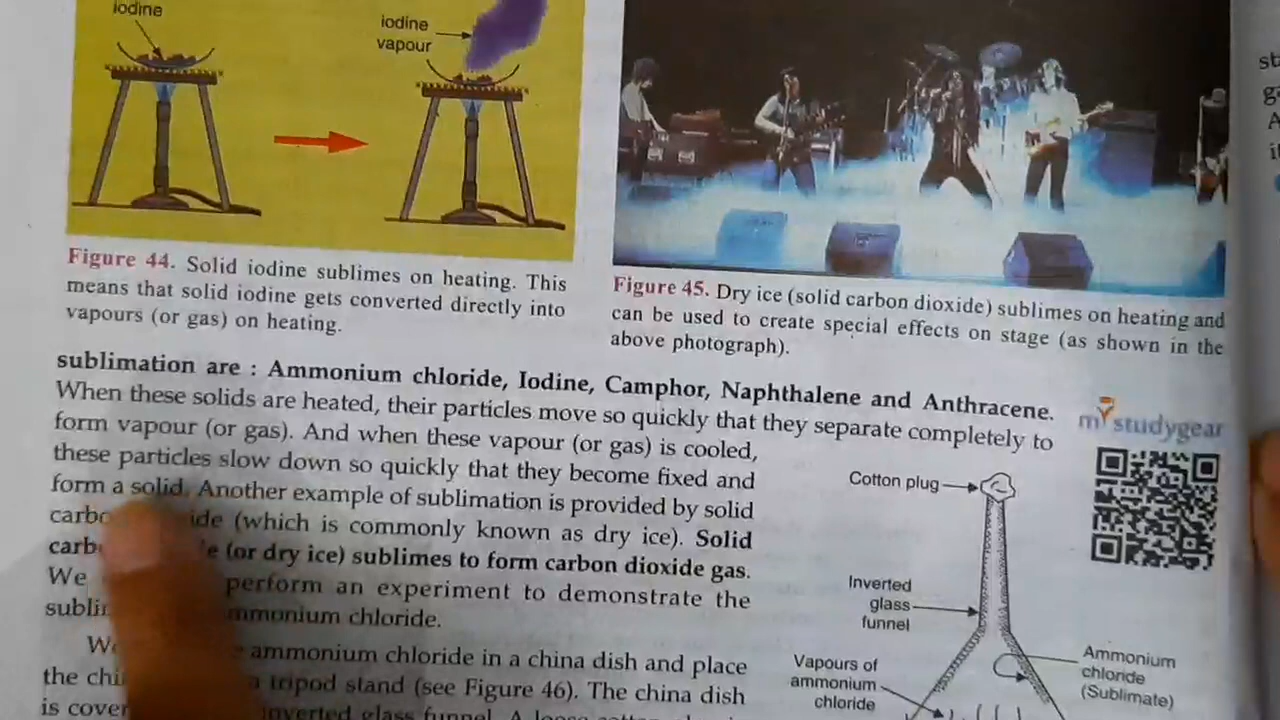 iodine
iodine
vapour
Figure 44. Solid iodine sublimes on heating. This
means that solid iodine gets converted directly into
vapours (or gas) on heating.
Figure 45. Dry ice (solid carbon dioxide) sublimes on heating and
can be used to create special effects on stage (as shown in the
above photograph).
sublimation are : Ammonium chloride, Iodine, Camphor, Naphthalene and Anthracene.
When these solids are heated, their particles move so quickly that they separate completely to
form vapour (or gas). And when these vapour (or gas) is cooled,
these particles slow down so quickly that they become fixed and
form a solid. Another example of sublimation is provided by solid
(which is commonly known as dry ice). Solid
(or dry ice) sublimes to form carbon dioxide gas.
We perform an experiment to demonstrate the
ammonium chloride.
ammonium chloride in a china dish and place
the tripod stand (see Figure 46). The china dish
is inverted glass funnel. A loose cotton
mystudygear
Cotton plug
Inverted
glass
funnel
Vapours of
ammonium
chloride
Ammonium
chloride
(Sublimate)